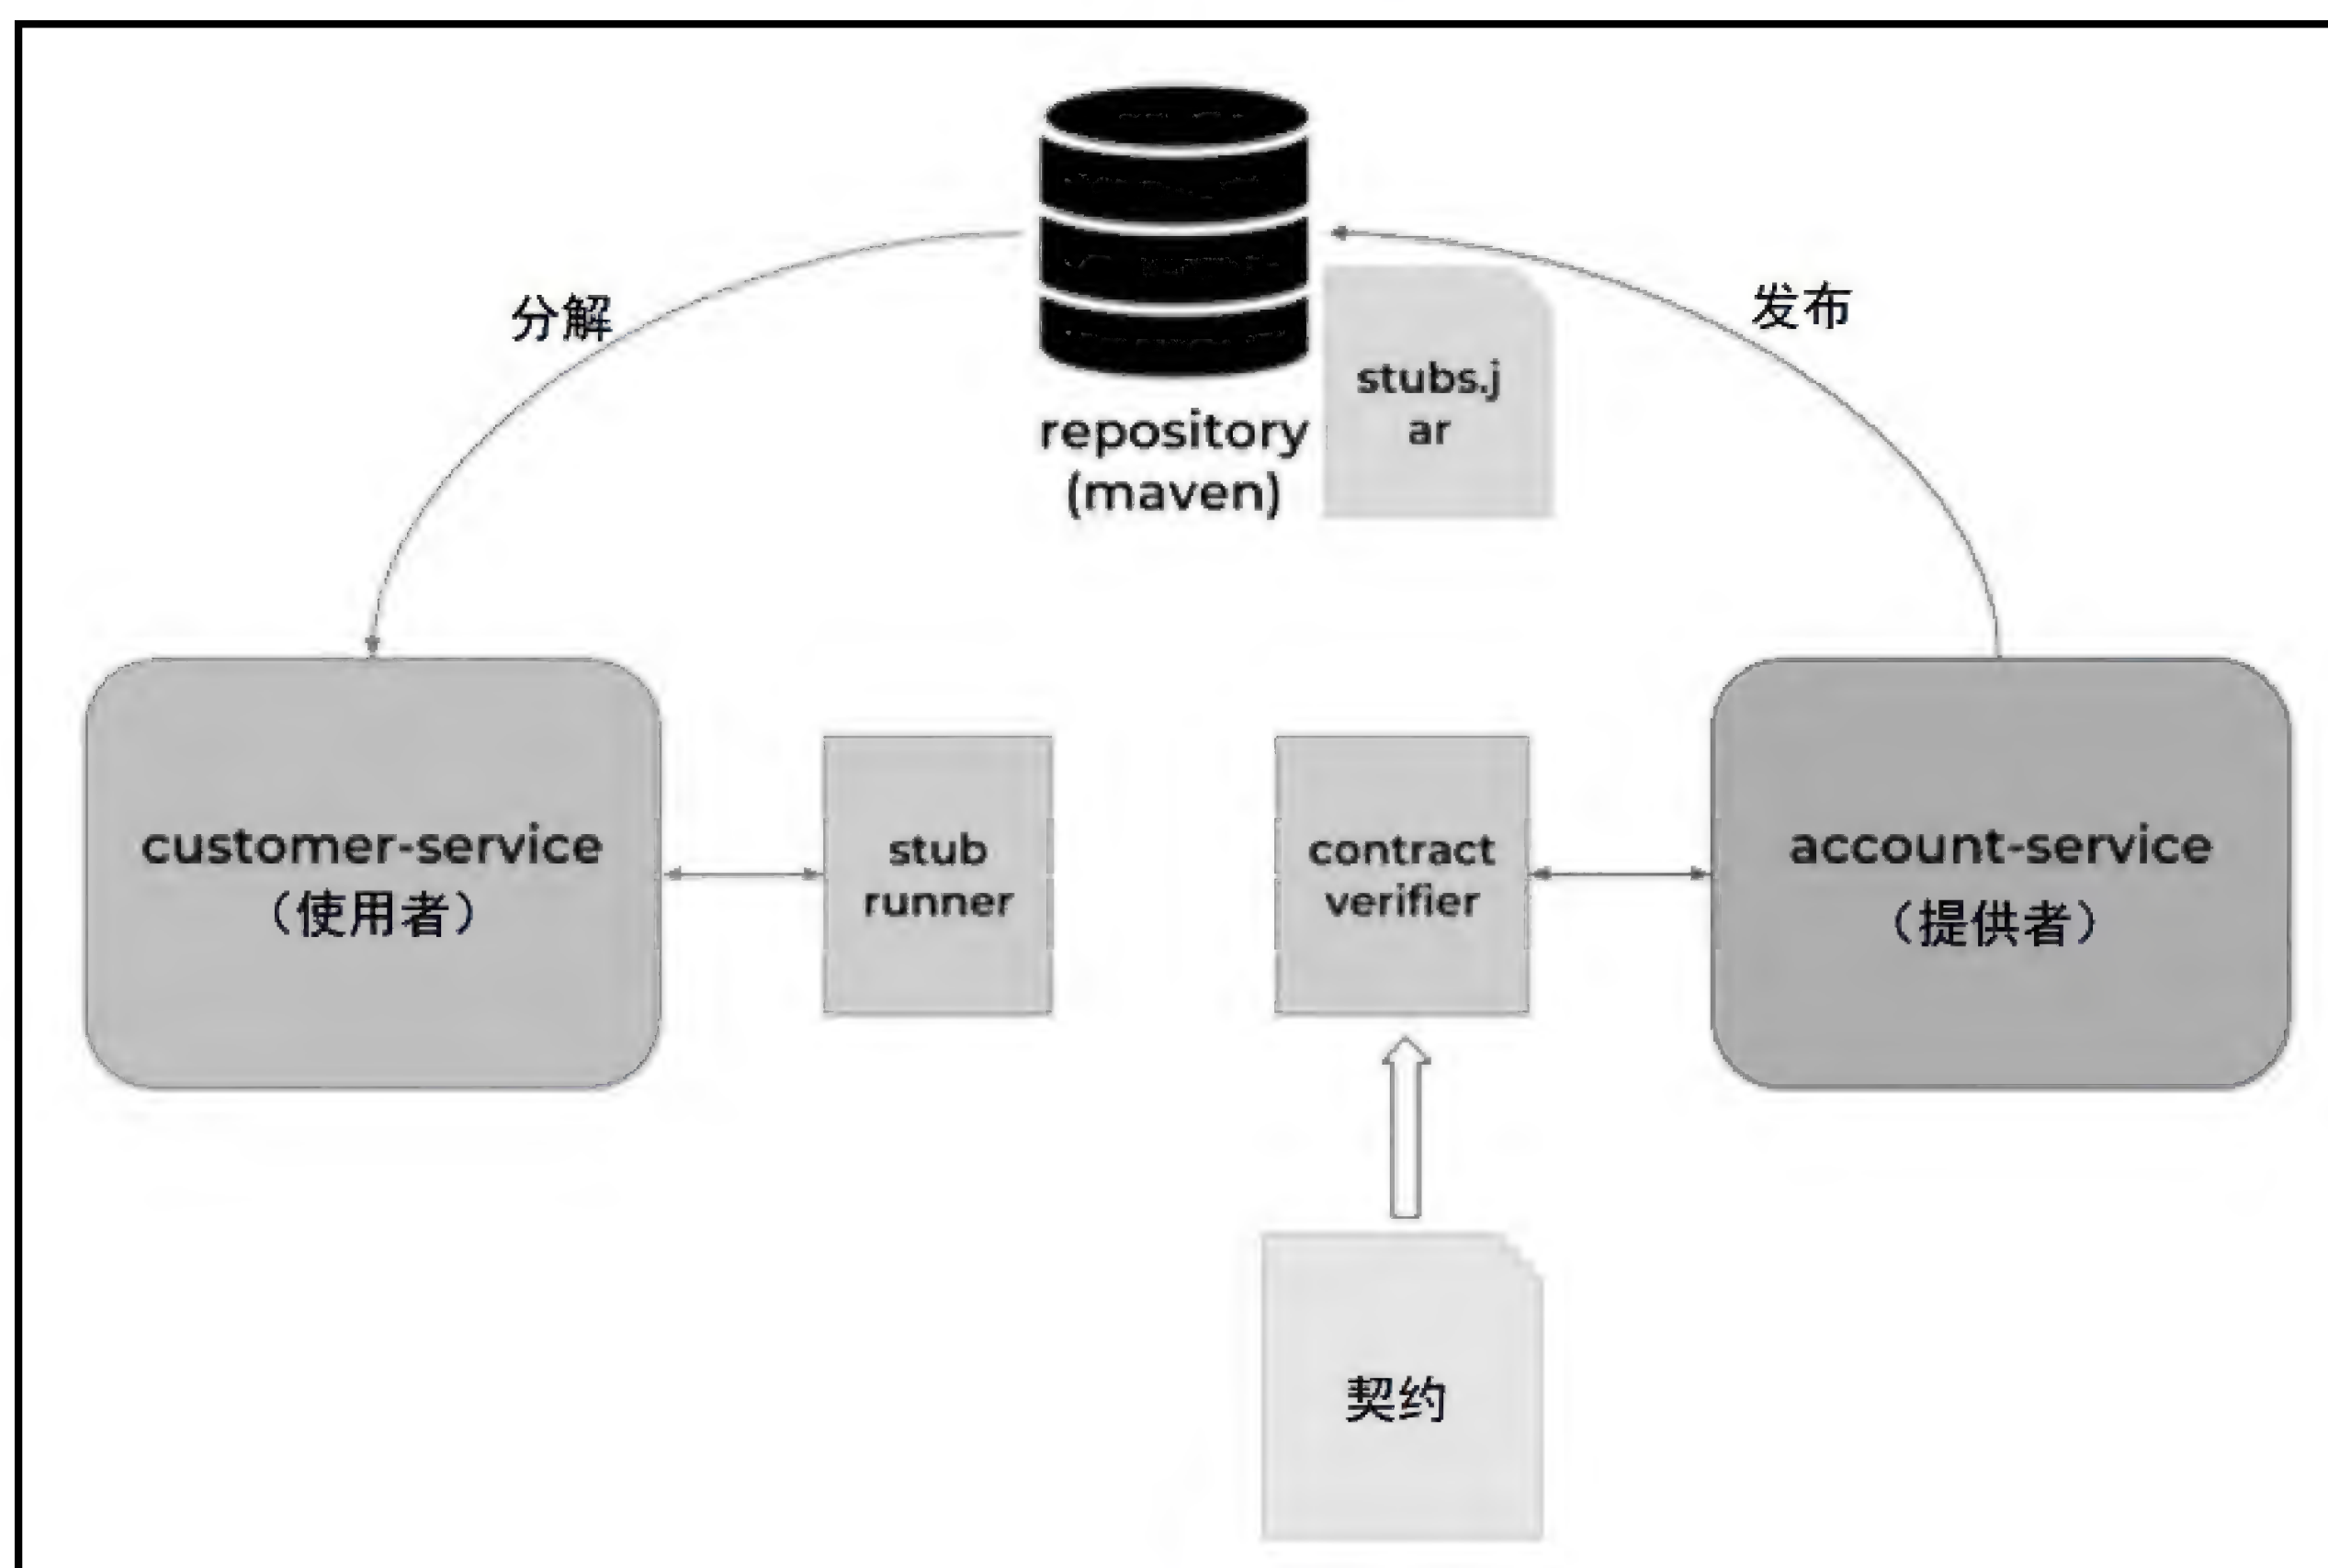 分解
发布
stubs.j
ar
repository
(maven)
customer-service
（使用者）
stub
runner
contract
verifier
account-service
（提供者）
契约